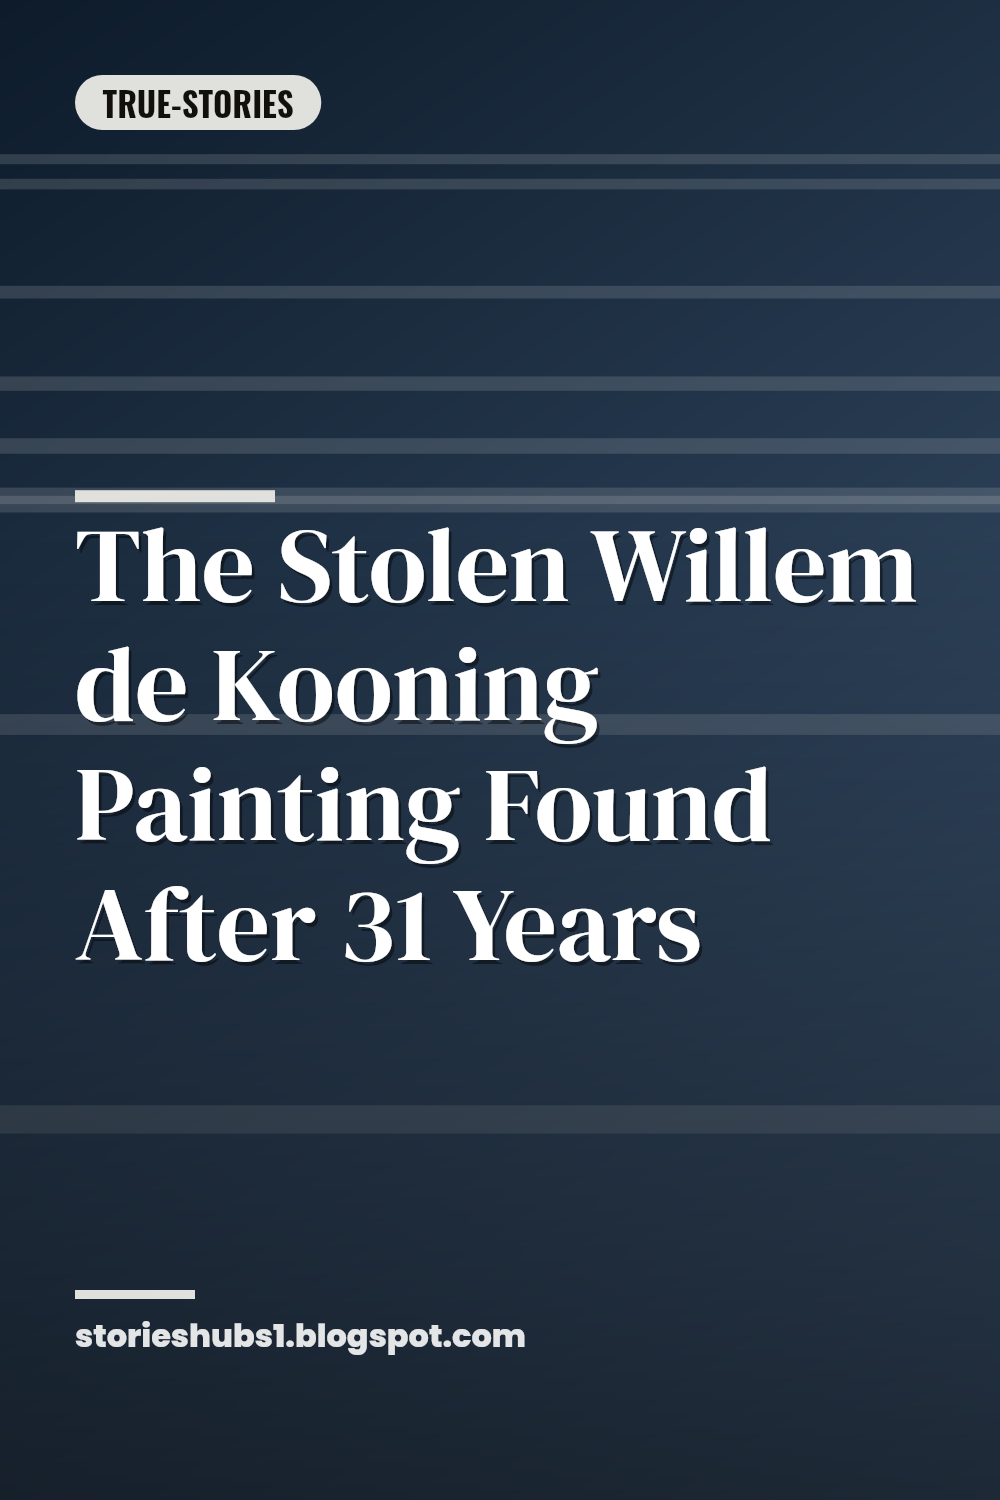 TRUE-STORIES
The Stolen Willem
de Kooning
Painting Found
After 31 Years
storieshubs1.blogspot.com